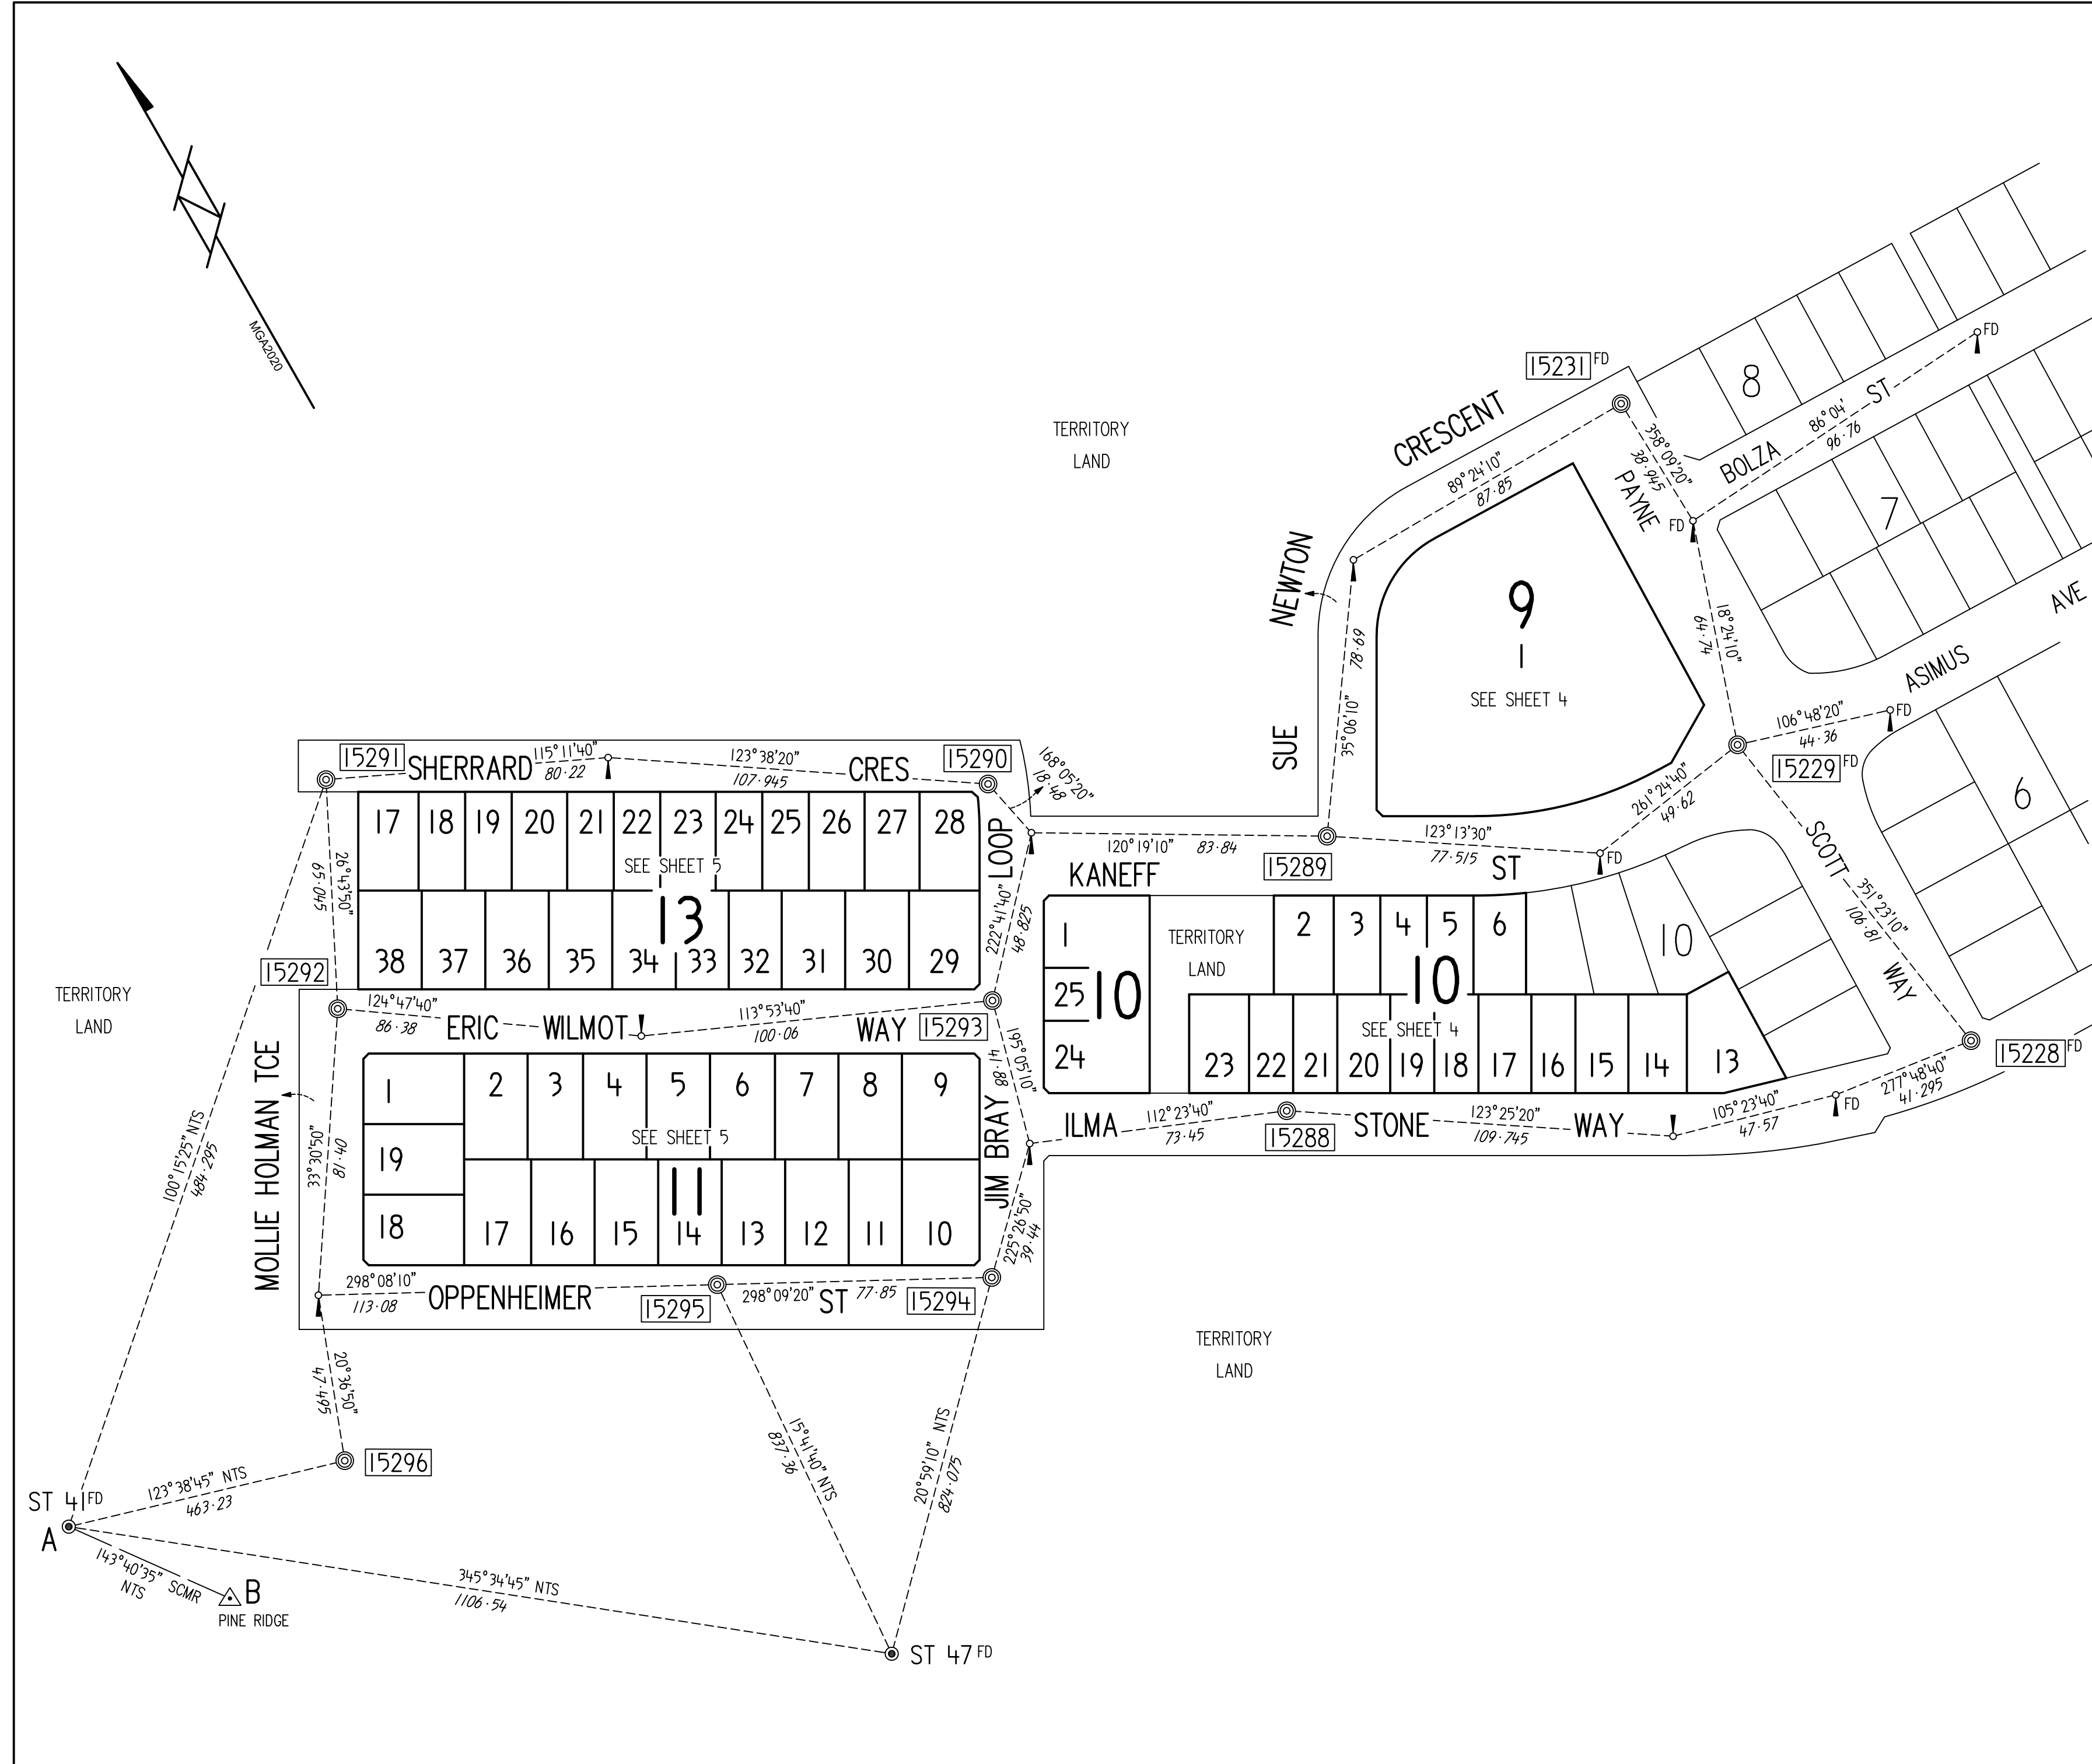 MGA2020
TERRITORY
LAND
15231 FD
CRESCENT
89°24'10"
87·85
358°09'20"
38·945
8
BOLZA ST
86°04'
96·76
FD
PAYNE
FD
7
NEWTON
SUE
35°06'10"
78·69
9
1
SEE SHEET 4
18°24'10"
64·74
ASIMUS AVE
106°48'20"
44·36
FD
15229 FD
261°24'40"
49·62
6
15291
SHERRARD CRES
115°11'40"
80·22
123°38'20"
107·945
15290
168°05'20"
18·48
17 18 19 20 21 22 23 24 25 26 27 28
SEE SHEET 5
13
38 37 36 35 34 33 32 31 30 29
26°43'50"
65·045
LOOP
222°41'40"
48·825
120°19'10" 83·84
KANEFF ST
15289
123°13'30"
77·515
FD
SCOTT WAY
351°23'10"
106·81
1
25
24
10
TERRITORY
LAND
2 3 4 5 6
10
10
SEE SHEET 4
23 22 21 20 19 18 17 16 15 14 13
15228 FD
277°48'40"
41·295
TERRITORY
LAND
15292
124°47'40"
86·38
ERIC WILMOT WAY
113°53'40"
100·06
15293
195°05'10"
41·88
MOLLIE HOLMAN TCE
33°30'50"
81·40
1 2 3 4 5 6 7 8 9
19
SEE SHEET 5
11
18 17 16 15 14 13 12 11 10
JIM BRAY
ILMA STONE WAY
112°23'40"
73·45
15288
123°25'20"
109·745
105°23'40"
47·57
FD
225°26'50"
39·44
298°08'10"
113·08
OPPENHEIMER ST
15295
298°09'20" 77·85
15294
TERRITORY
LAND
100°15'25" NTS
484·295
20°36'50"
47·495
15296
123°38'45" NTS
463·23
ST 41 FD
A
143°40'35" SCMR
NTS
B
PINE RIDGE
345°34'45" NTS
1106·54
15°41'40" NTS
837·36
20°59'10" NTS
824·075
ST 47 FD